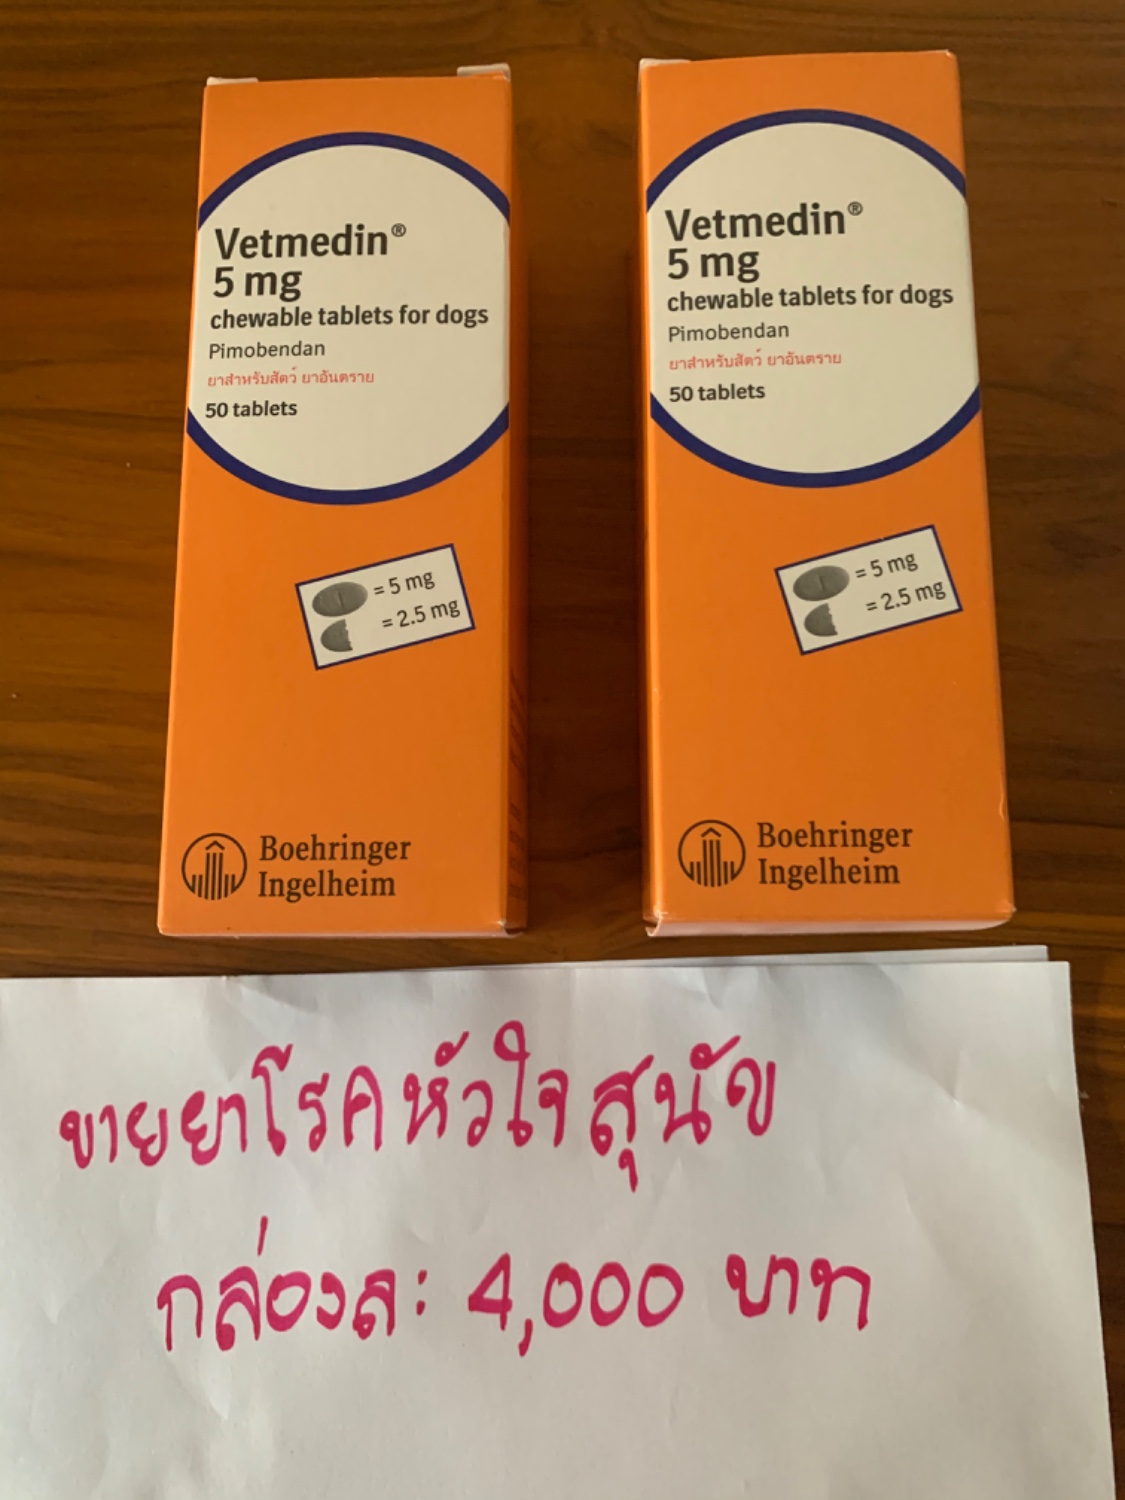 Vetmedin®
5 mg
chewable tablets for dogs
Pimobendan
ยาสำหรับสัตว์ ยาอันตราย
50 tablets
= 5 mg
= 2.5 mg
Boehringer
Ingelheim
Vetmedin®
5 mg
chewable tablets for dogs
Pimobendan
ยาสำหรับสัตว์ ยาอันตราย
50 tablets
= 5 mg
= 2.5 mg
Boehringer
Ingelheim
ขายยาโรคหัวใจสุนัข
กล่องละ 4,000 บาท